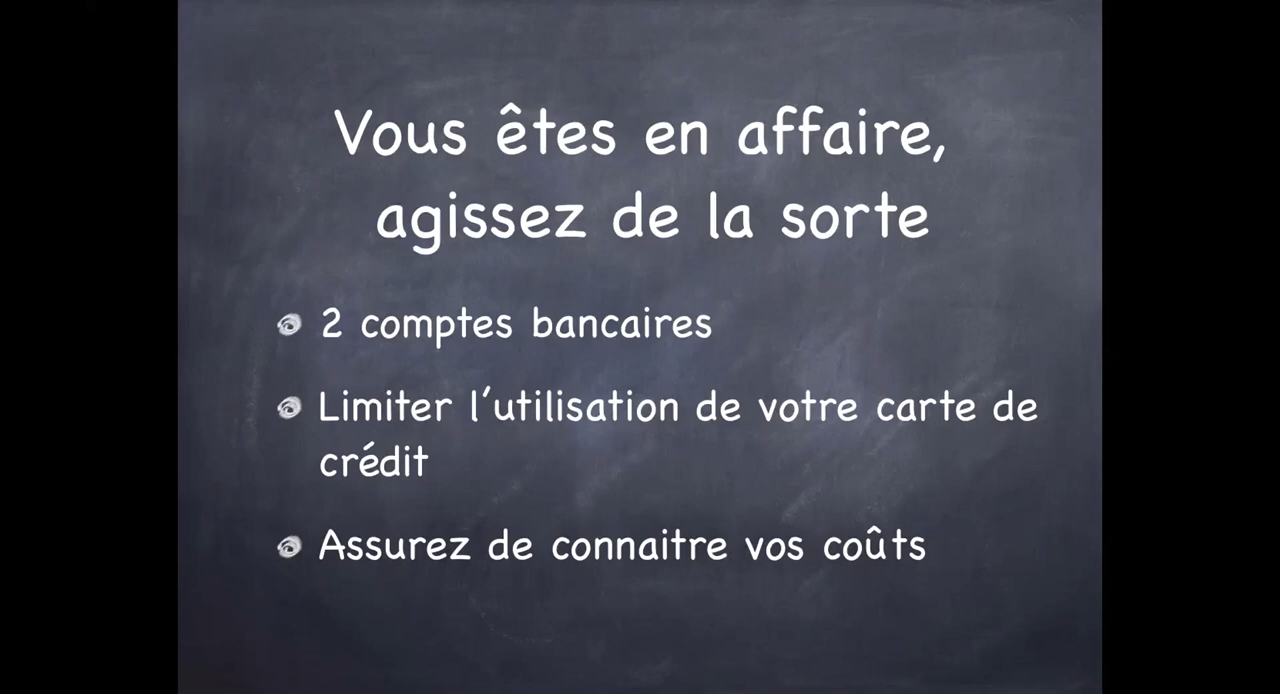 Vous êtes en affaire,
agissez de la sorte
2 comptes bancaires
Limiter l'utilisation de votre carte de
crédit
Assurez de connaitre vos coûts